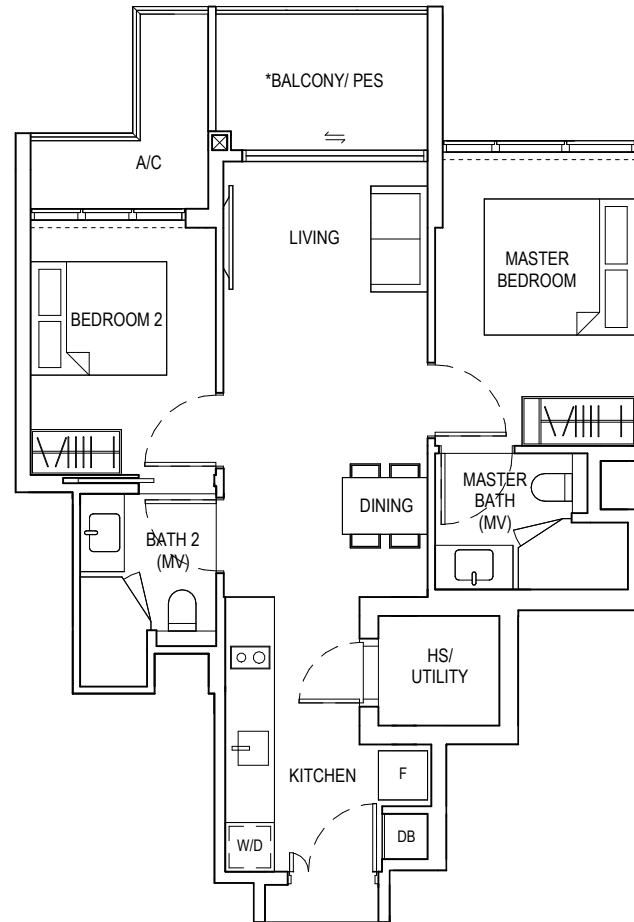 *BALCONY/ PES
A/C
LIVING
MASTER
BEDROOM
BEDROOM 2
DINING
MASTER
BATH
(MV)
BATH 2
(MV)
HS/
UTILITY
KITCHEN
F
W/D
DB